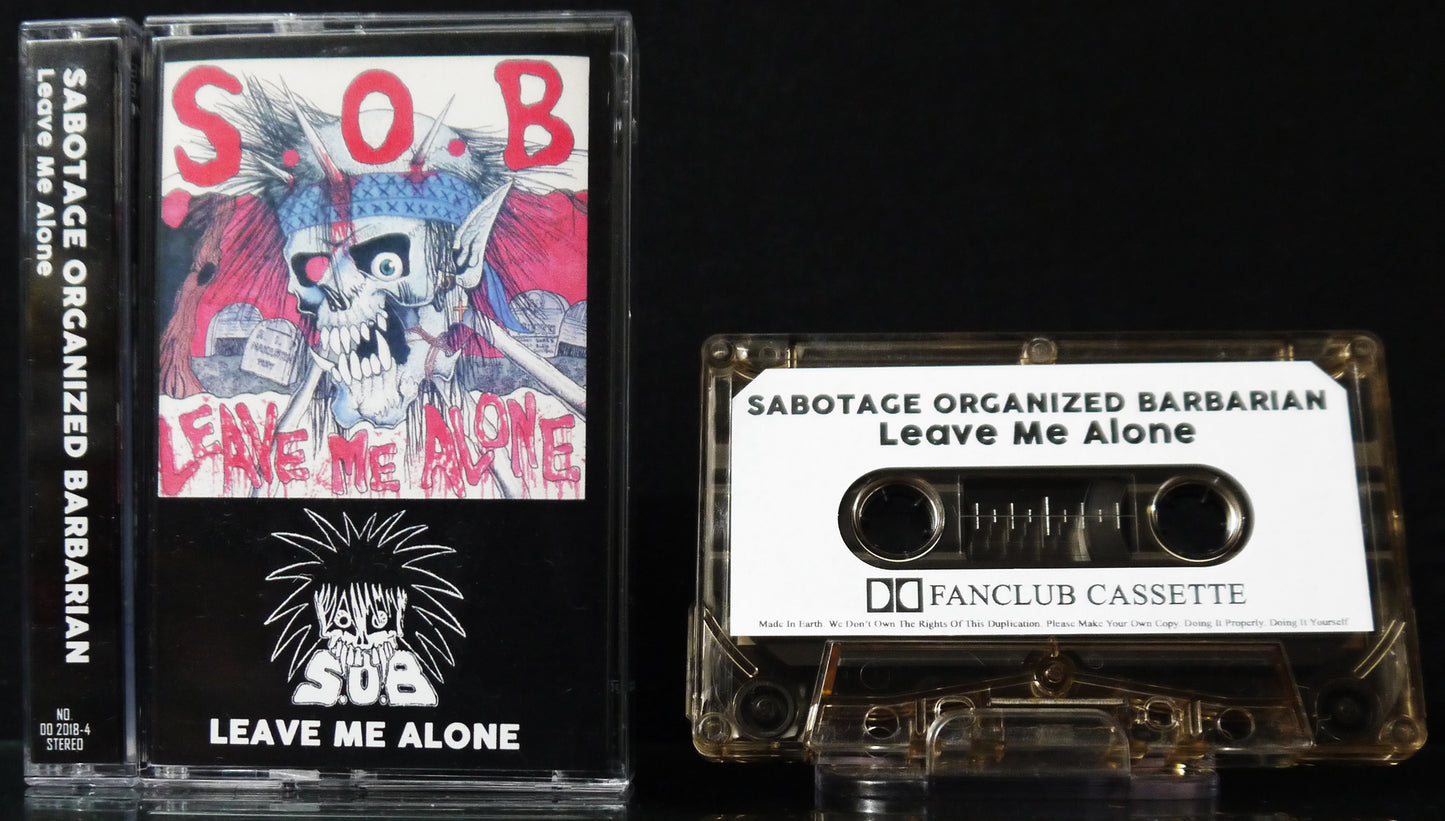 SABOTAGE ORGANIZED BARBARIAN
Leave Me Alone
NO.
DD 2018-4
STEREO
S.O.B
LEAVE ME ALONE
S.O.B
LEAVE ME ALONE
SABOTAGE ORGANIZED BARBARIAN
Leave Me Alone
FANCLUB CASSETTE
Made In Earth. We Don't Own The Rights Of This Duplication. Please Make Your Own Copy. Doing It Properly. Doing It Yourself